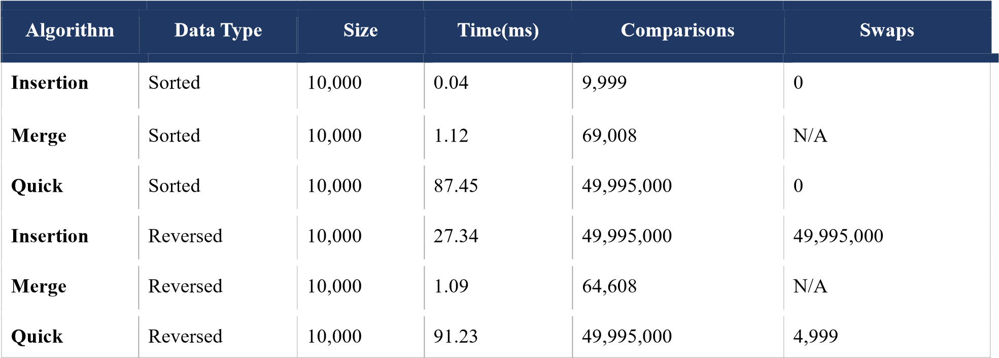 Algorithm Data Type Size Time(ms) Comparisons Swaps
Insertion Sorted 10,000 0.04 9,999 0
Merge Sorted 10,000 1.12 69,008 N/A
Quick Sorted 10,000 87.45 49,995,000 0
Insertion Reversed 10,000 27.34 49,995,000 49,995,000
Merge Reversed 10,000 1.09 64,608 N/A
Quick Reversed 10,000 91.23 49,995,000 4,999